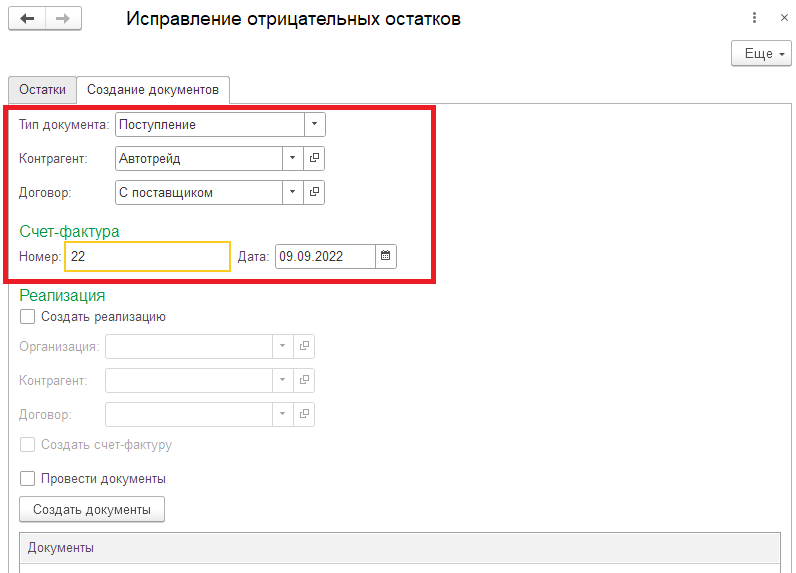 Исправление отрицательных остатков
Еще
Остатки Создание документов
Тип документа: Поступление
Контрагент: Автотрейд
Договор: С поставщиком
Счет-фактура
Номер: 22 Дата: 09.09.2022
Реализация
Создать реализацию
Организация:
Контрагент:
Договор:
Создать счет-фактуру
Провести документы
Создать документы
Документы